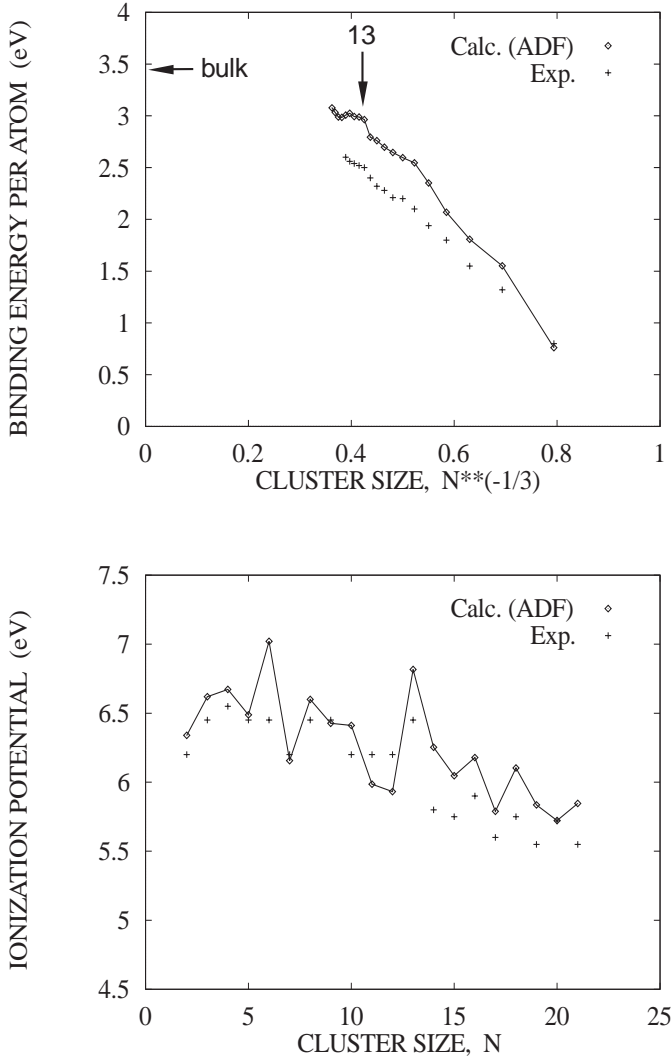 4
3.5
3
2.5
2
1.5
1
0.5
0
BINDING ENERGY PER ATOM (eV)
13
bulk
Calc. (ADF)
Exp.
0 0.2 0.4 0.6 0.8 1
CLUSTER SIZE, N**(-1/3)
7.5
7
6.5
6
5.5
5
4.5
IONIZATION POTENTIAL (eV)
Calc. (ADF)
Exp.
0 5 10 15 20 25
CLUSTER SIZE, N